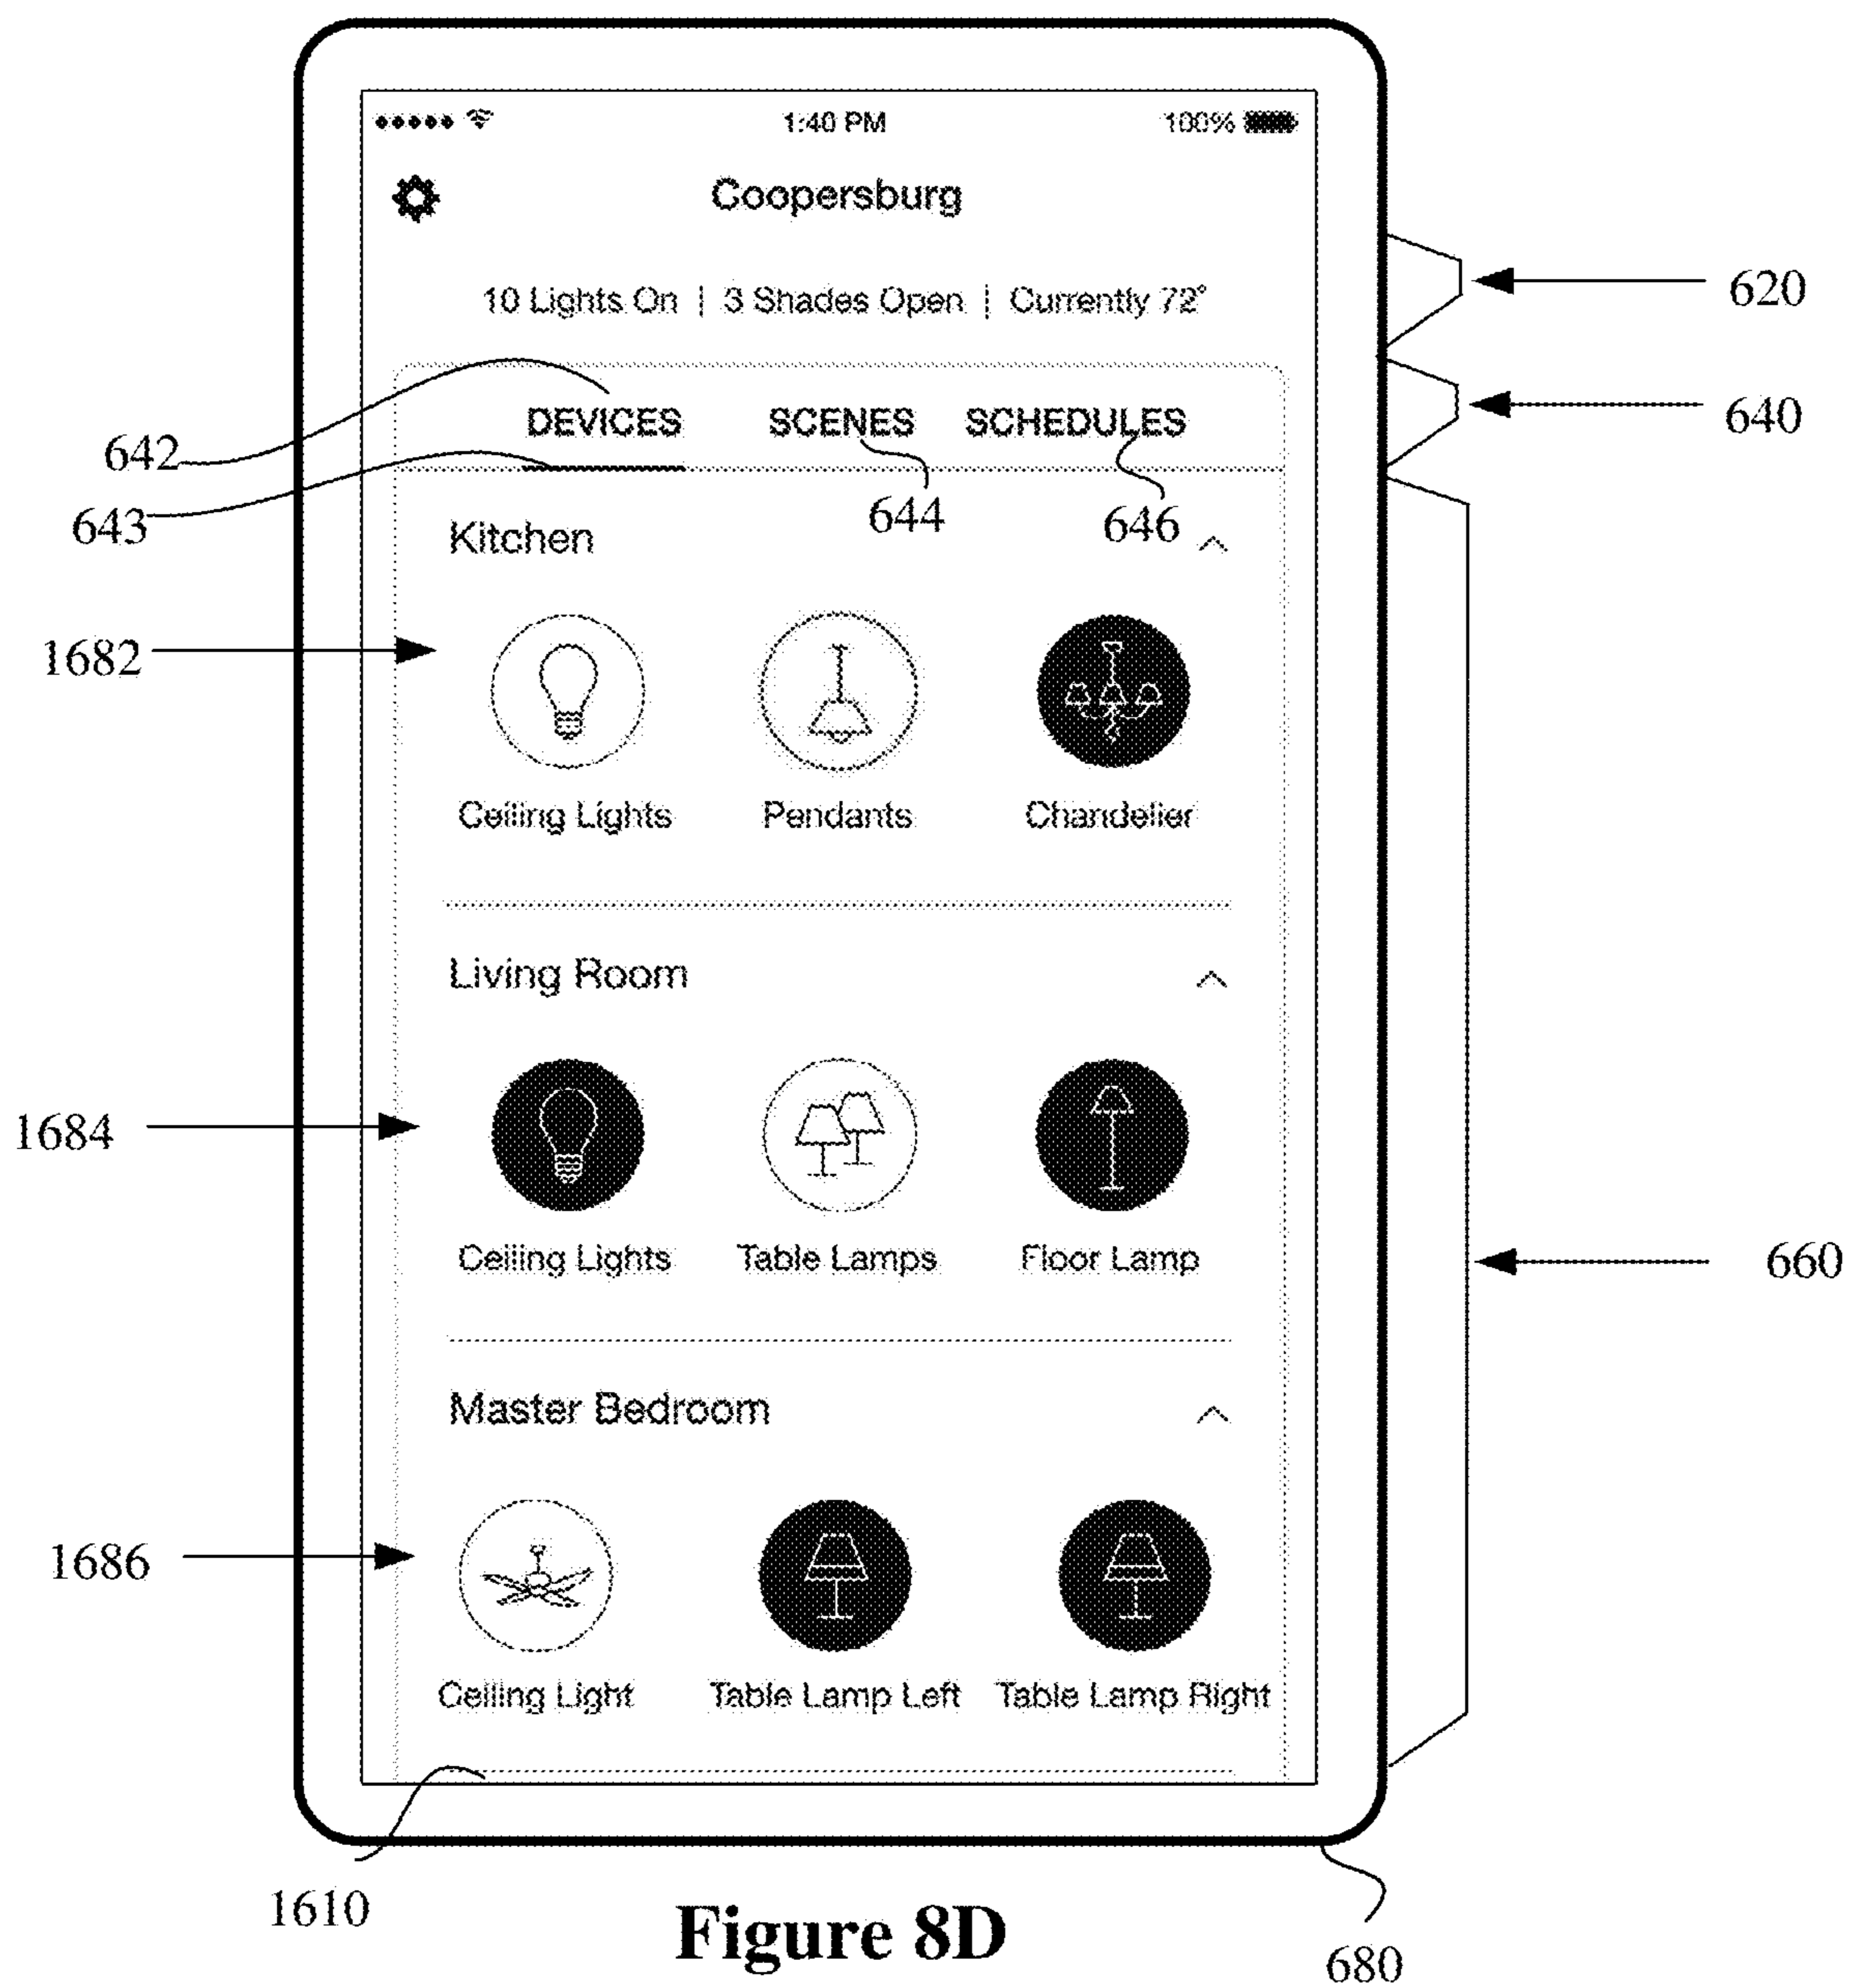 1:40 PM 100%
Coopersburg
10 Lights On | 3 Shades Open | Currently 72°
620
DEVICES SCENES SCHEDULES
640
642
643
644
646
Kitchen
1682
Ceiling Lights Pendants Chandelier
Living Room
1684
Ceiling Lights Table Lamps Floor Lamp
660
Master Bedroom
1686
Ceiling Light Table Lamp Left Table Lamp Right
1610
Figure 8D
680